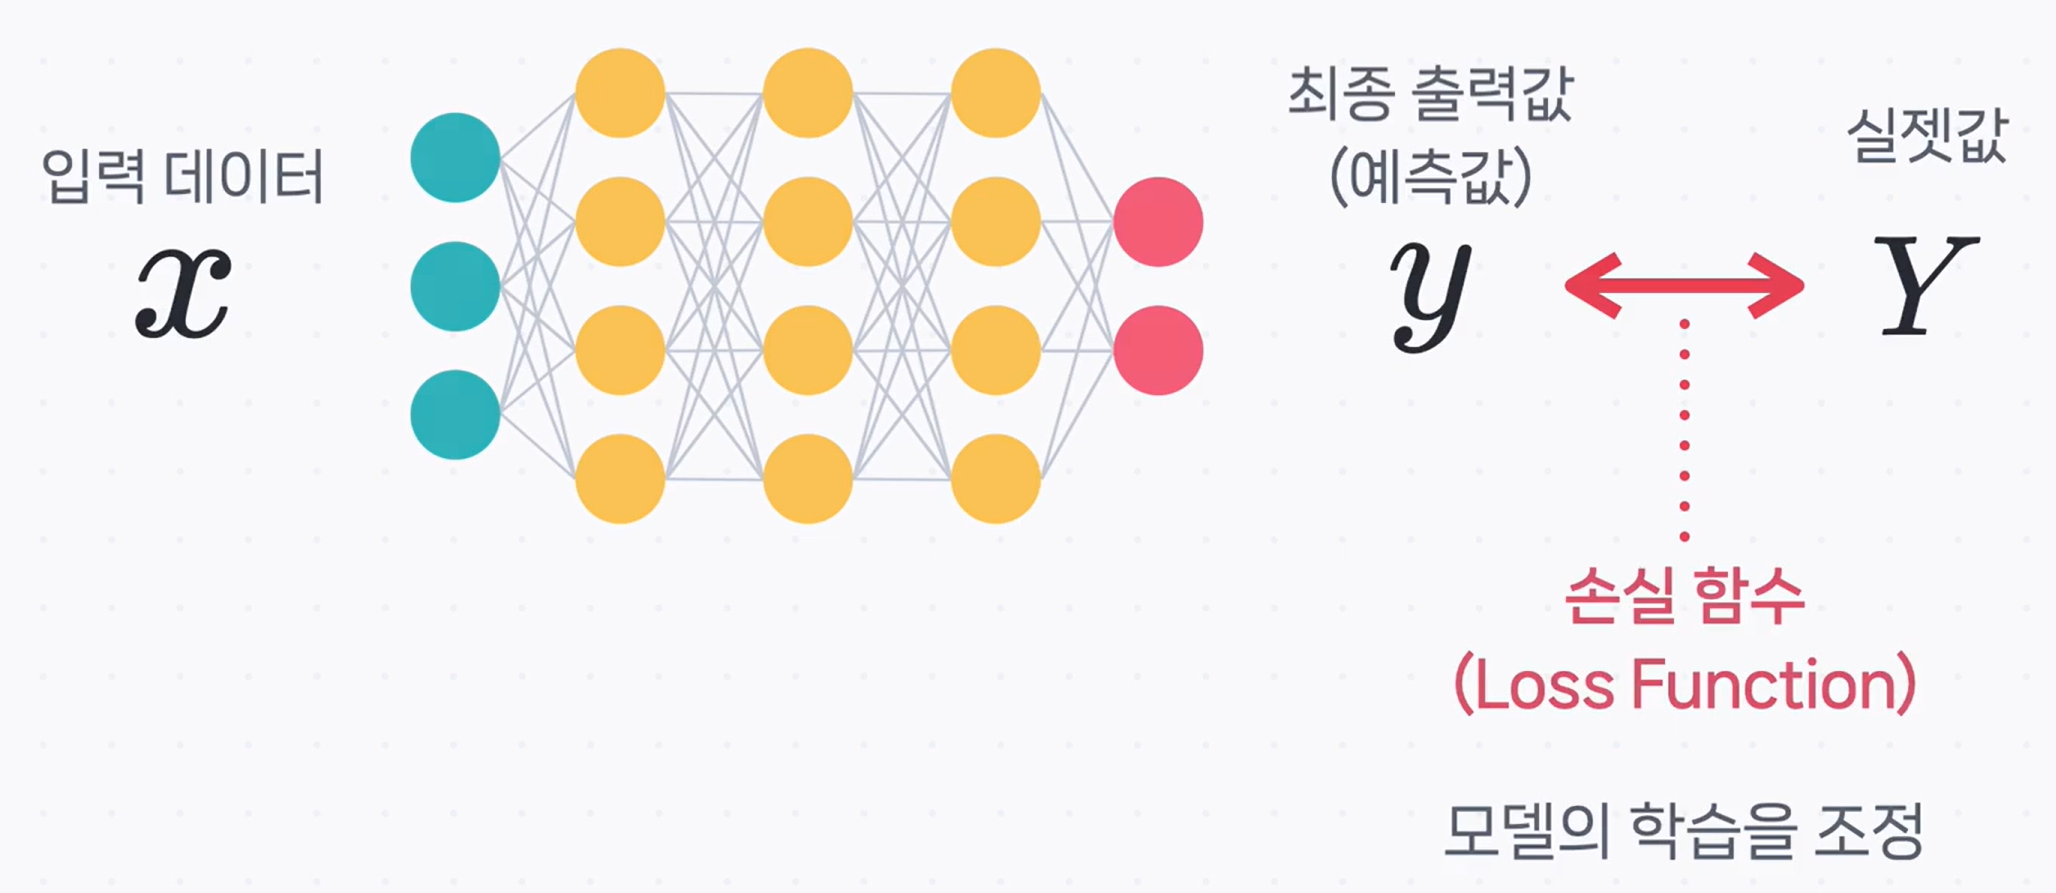 입력 데이터
x
최종 출력값
(예측값)
y
실젯값
Y
손실 함수
(Loss Function)
모델의 학습을 조정